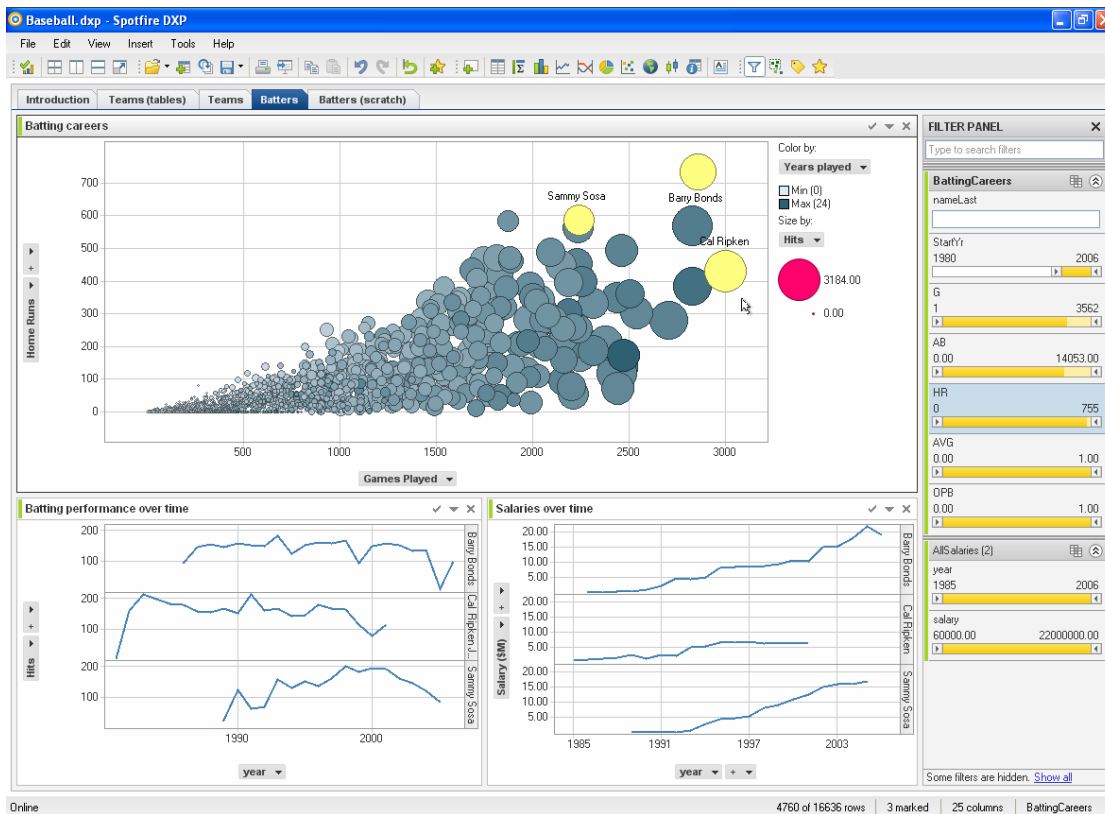 Baseball.dxp - Spotfire DXP
File Edit View Insert Tools Help
Introduction Teams (tables) Teams Batters Batters (scratch)
Batting careers
Home Runs
+
700
600
500
400
300
200
100
0
500 1000 1500 2000 2500 3000
Games Played
Sammy Sosa
Barry Bonds
Cal Ripken
Color by:
Years played
Min (0)
Max (24)
Size by:
Hits
3184.00
0.00
Batting performance over time
Hits
+
200
100
200
100
200
100
Barry Bonds
Cal Ripken J...
Sammy Sosa
1990 2000
year
Salaries over time
Salary ($M)
+
20.00
15.00
10.00
5.00
20.00
15.00
10.00
5.00
20.00
15.00
10.00
5.00
Barry Bonds
Cal Ripken
Sammy Sosa
1985 1991 1997 2003
year +
FILTER PANEL
Type to search filters
BattingCareers
nameLast
StartYr
1980 2006
G
1 3562
AB
0.00 14053.00
HR
0 755
AVG
0.00 1.00
OPB
0.00 1.00
AllSalaries (2)
year
1985 2006
salary
60000.00 22000000.00
Some filters are hidden. Show all
Online
4760 of 16636 rows 3 marked 25 columns BattingCareers